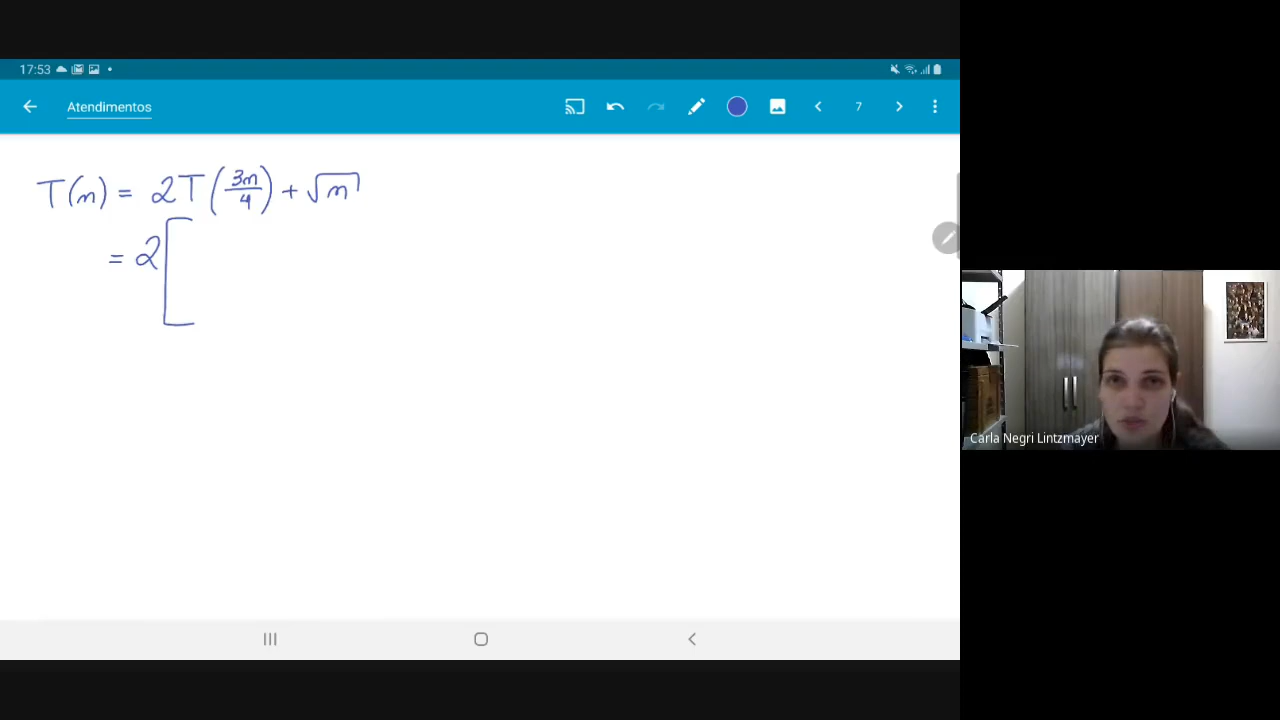 17:53
Atendimentos
7
T(n) = 2T(3n/4) + √n
= 2[
Carla Negri Lintzmayer